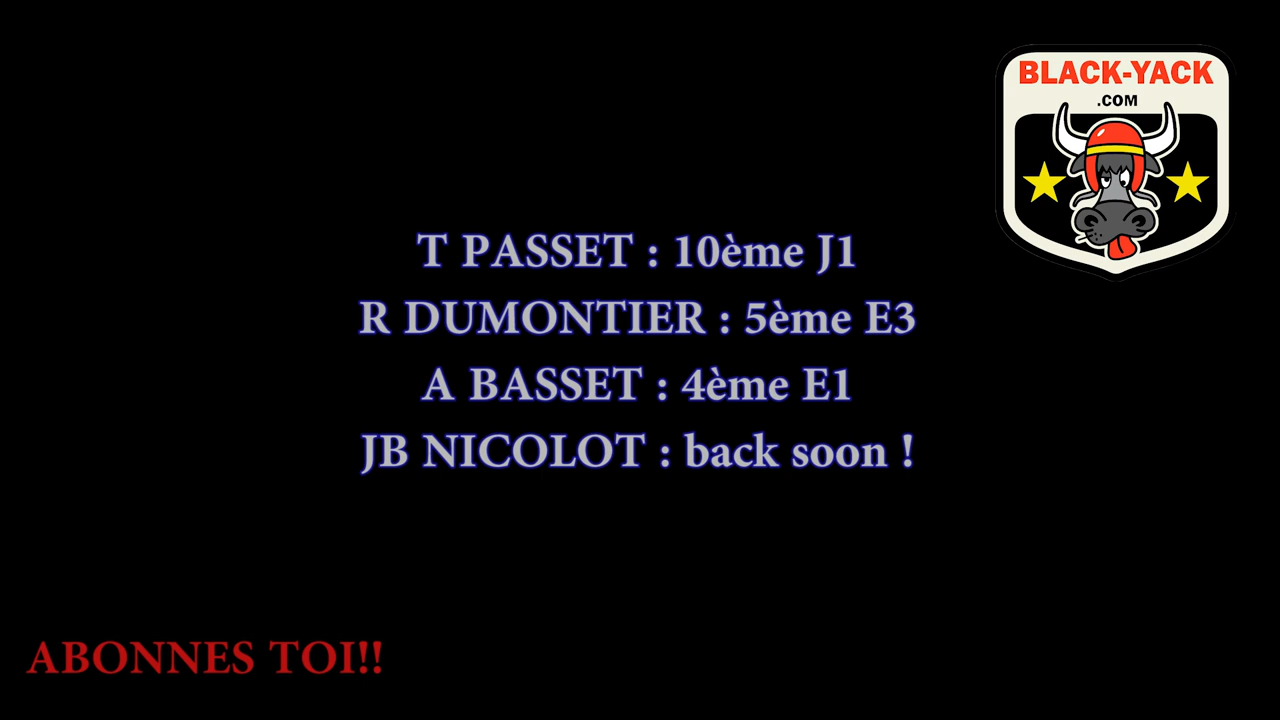 BLACK-YACK
.COM
T PASSET : 10ème J1
R DUMONTIER : 5ème E3
A BASSET : 4ème E1
JB NICOLOT : back soon !
ABONNES TOI!!